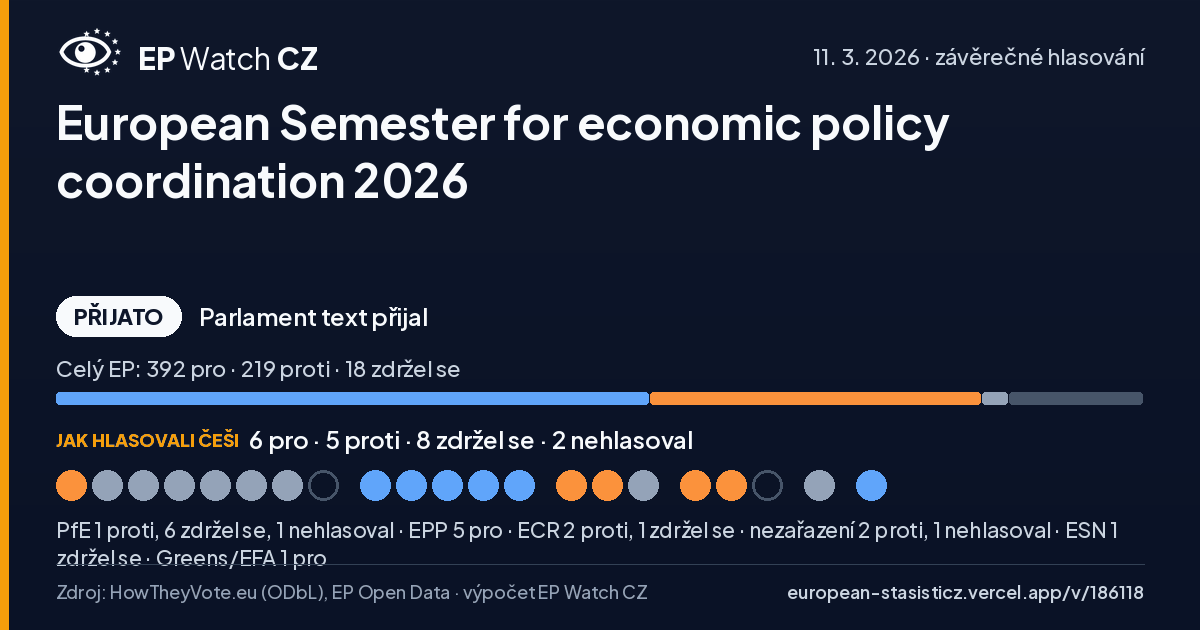 EP Watch CZ
11. 3. 2026 · závěrečné hlasování
European Semester for economic policy
coordination 2026
PŘIJATO Parlament text přijal
Celý EP: 392 pro · 219 proti · 18 zdržel se
JAK HLASOVALI ČEŠI 6 pro · 5 proti · 8 zdržel se · 2 nehlasoval
PfE 1 proti, 6 zdržel se, 1 nehlasoval · EPP 5 pro · ECR 2 proti, 1 zdržel se · nezařazení 2 proti, 1 nehlasoval · ESN 1
zdržel se · Greens/EFA 1 pro
Zdroj: HowTheyVote.eu (ODbL), EP Open Data · výpočet EP Watch CZ
european-stasisticz.vercel.app/v/186118